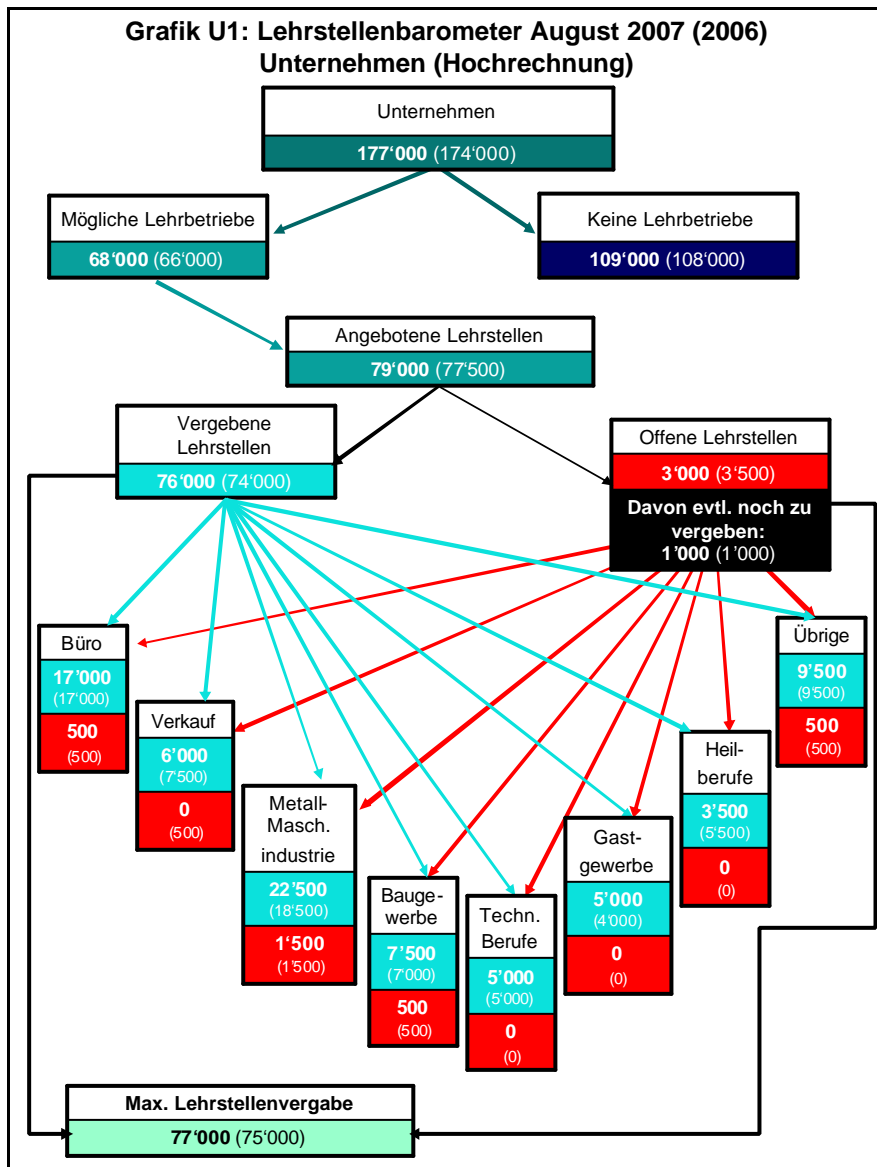 Grafik U1: Lehrstellenbarometer August 2007 (2006)
Unternehmen (Hochrechnung)
Unternehmen
177‘000 (174‘000)
Mögliche Lehrbetriebe
68‘000 (66‘000)
Keine Lehrbetriebe
109‘000 (108‘000)
Angebotene Lehrstellen
79‘000 (77‘500)
Vergebene
Lehrstellen
76‘000 (74‘000)
Offene Lehrstellen
3‘000 (3‘500)
Davon evtl. noch zu
vergeben:
1’000 (1’000)
Büro
17’000
(17’000)
500
(500)
Verkauf
6’000
(7’500)
0
(500)
Metall-
Masch.
industrie
22’500
(18’500)
1‘500
(1’500)
Bauge-
werbe
7’500
(7’000)
500
(500)
Techn.
Berufe
5’000
(5’000)
0
(0)
Gast-
gewerbe
5’000
(4’000)
0
(0)
Heil-
berufe
3’500
(5’500)
0
(0)
Übrige
9’500
(9’500)
500
(500)
Max. Lehrstellenvergabe
77‘000 (75‘000)